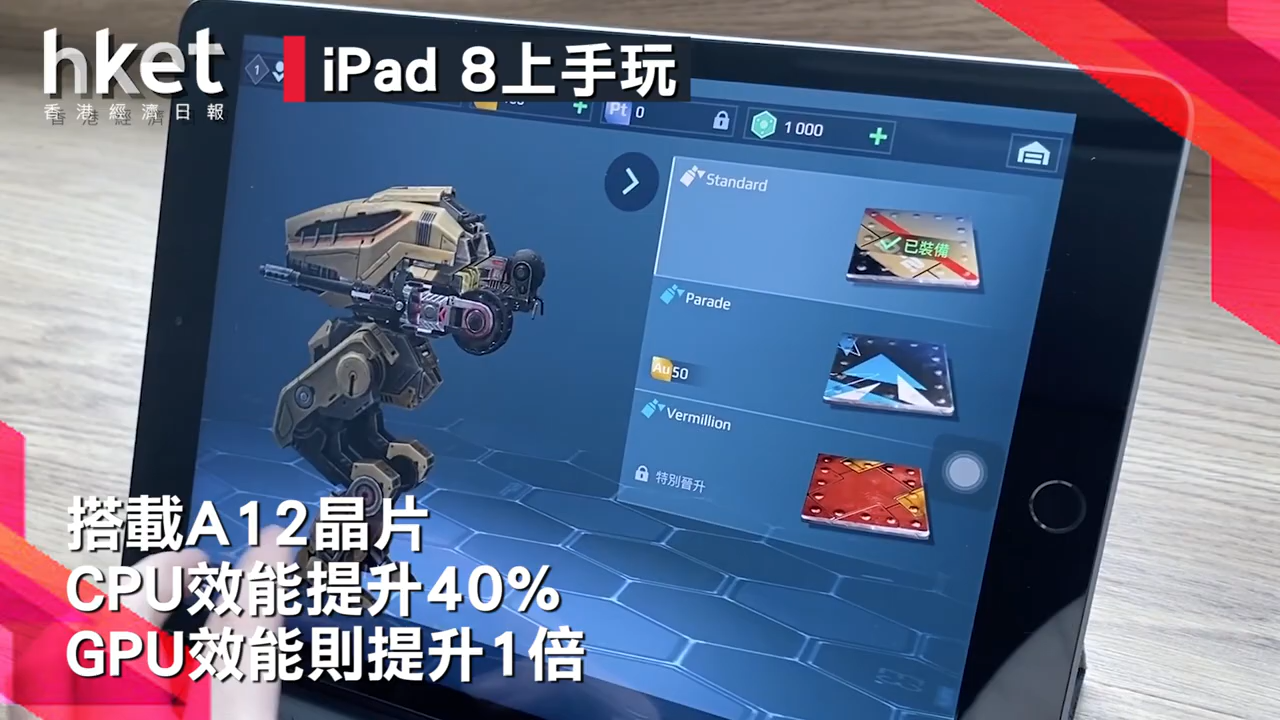 hket
香港經濟日報
iPad 8上手玩
1
Pt 0
1 000
Standard
已裝備
Parade
Au 50
Vermillion
特別晉升
搭載A12晶片
CPU效能提升40%
GPU效能則提升1倍